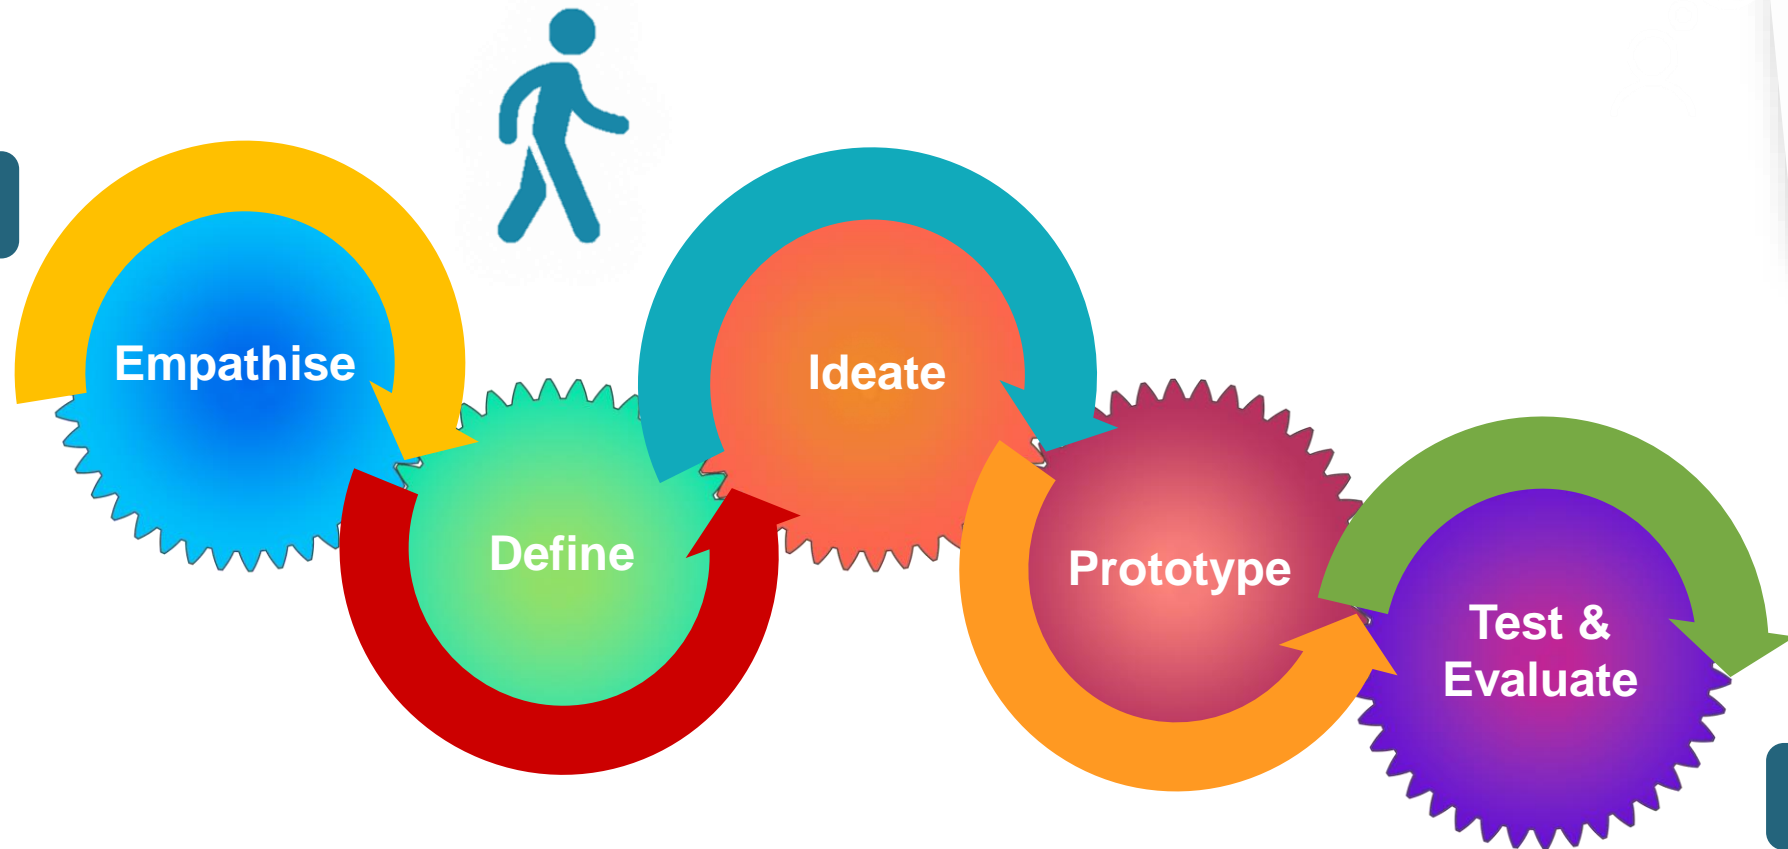 Empathise
Define
Ideate
Prototype
Test &
Evaluate